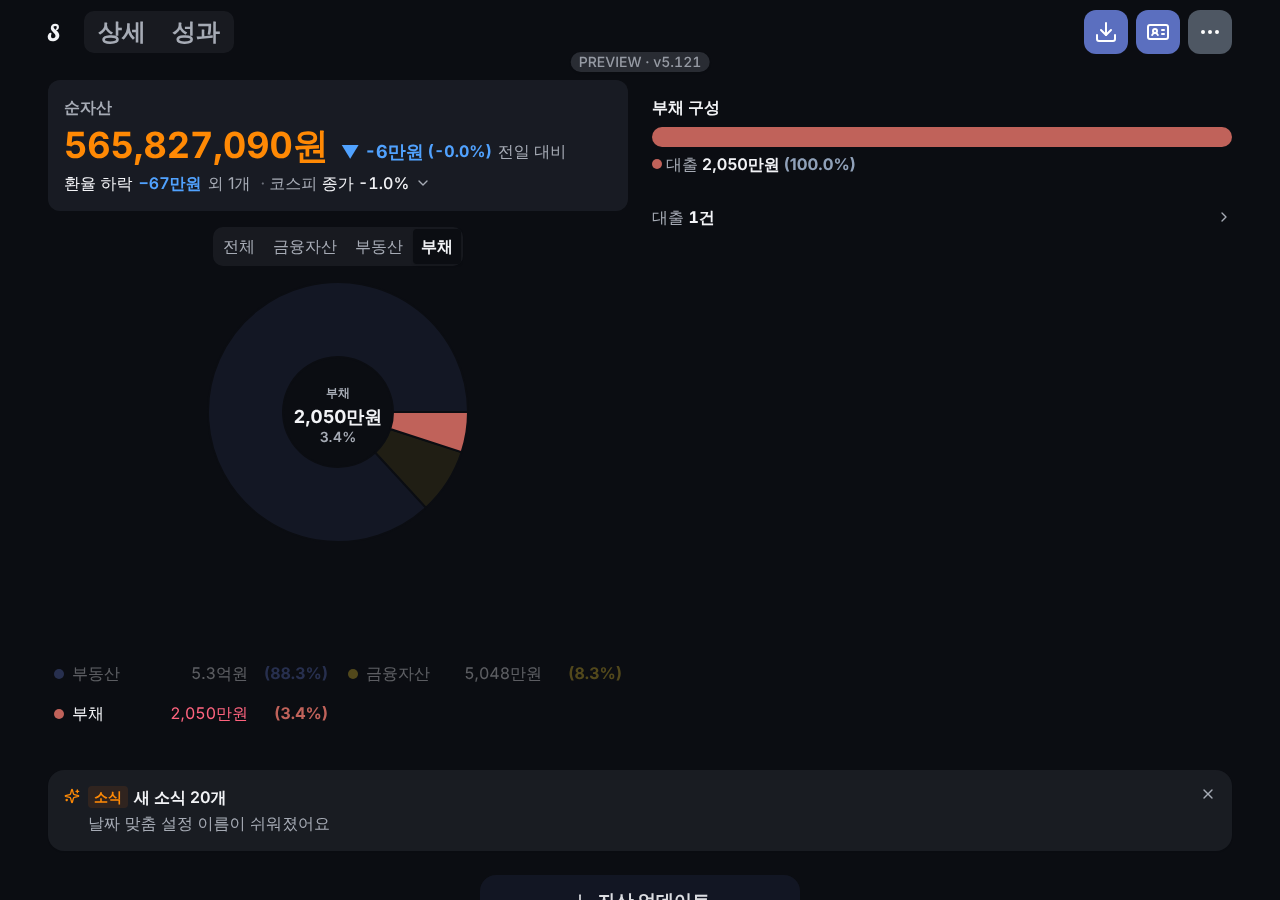 S 상세 성과
PREVIEW · v5.121
순자산
565,827,090원 ▼ -6만원 (-0.0%) 전일 대비
환율 하락 −67만원 외 1개 · 코스피 종가 -1.0%
전체 금융자산 부동산 부채
부채
2,050만원
3.4%
부동산 5.3억원 (88.3%) 금융자산 5,048만원 (8.3%)
부채 2,050만원 (3.4%)
부채 구성
대출 2,050만원 (100.0%)
대출 1건
소식 새 소식 20개
날짜 맞춤 설정 이름이 쉬워졌어요
자산 업데이트